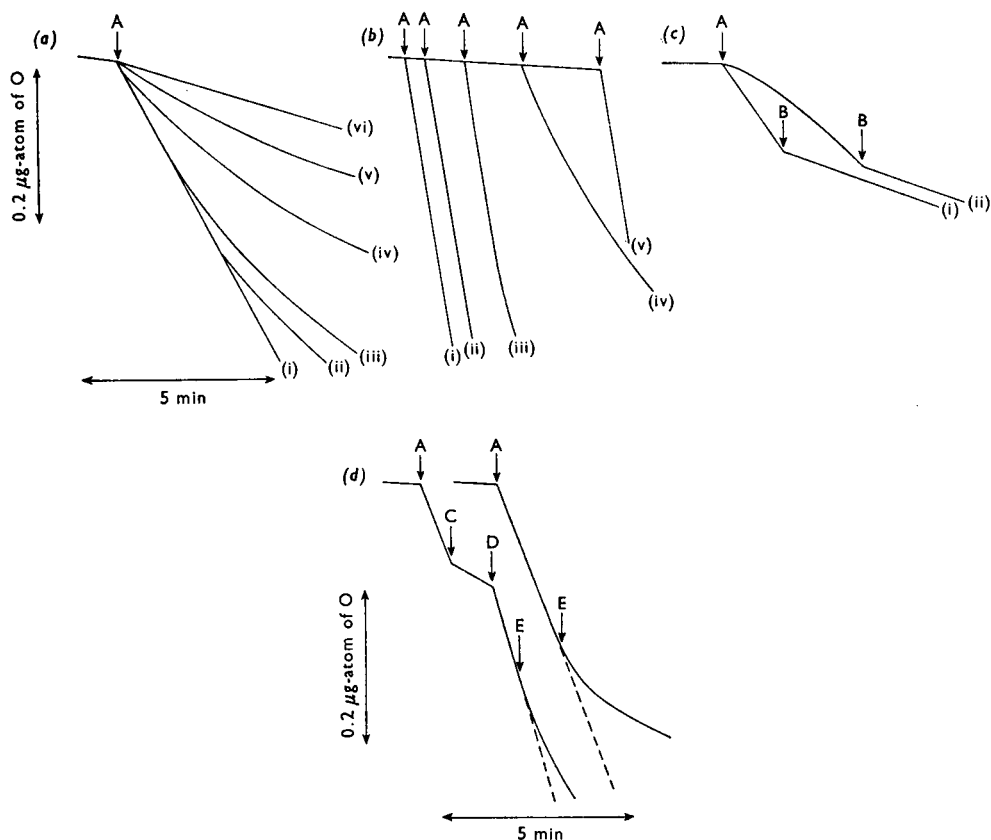 (a)
A
0.2 μg-atom of O
(vi)
(v)
(iv)
(iii)
(ii)
(i)
5 min
(b)
A A A A A
(i)
(ii)
(iii)
(iv)
(v)
(c)
A
B
B
(i)
(ii)
(d)
A
A
C
D
E
E
0.2 μg-atom of O
5 min